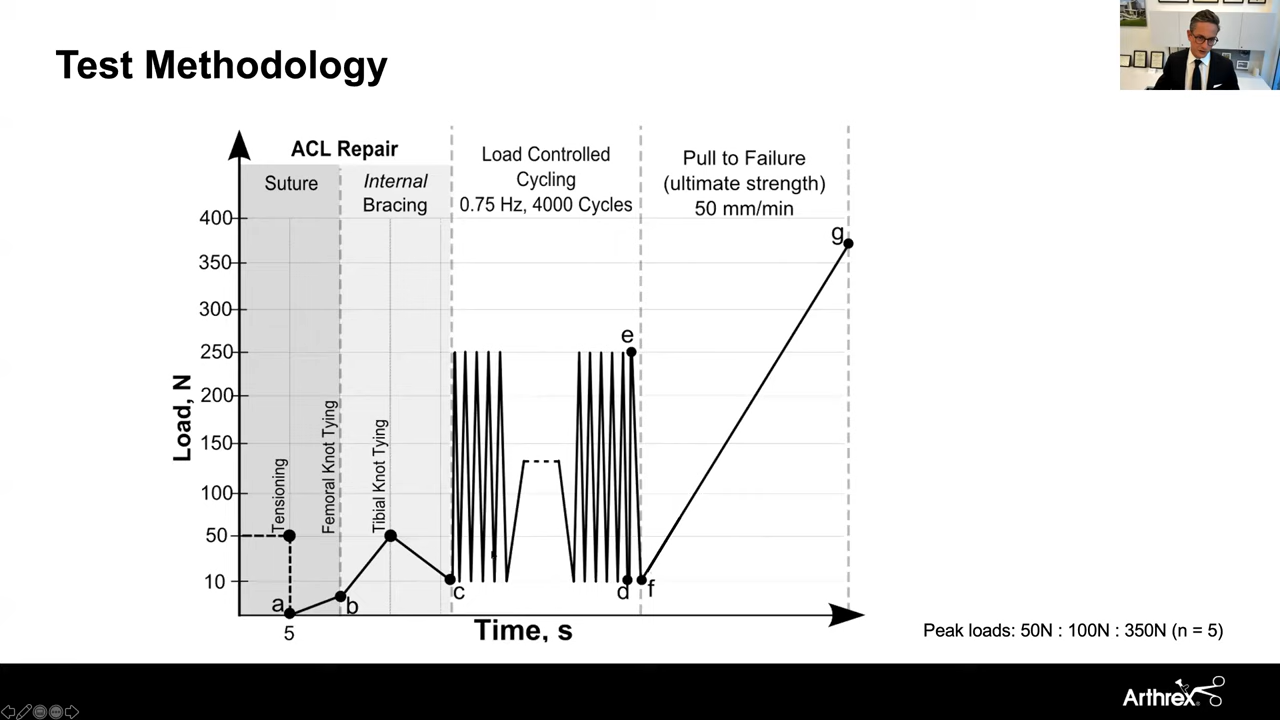 Test Methodology
ACL Repair
Suture
Internal
Bracing
Load Controlled
Cycling
0.75 Hz, 4000 Cycles
Pull to Failure
(ultimate strength)
50 mm/min
400
350
300
250
200
150
100
50
10
Load, N
Tensioning
Femoral Knot Tying
Tibial Knot Tying
a
b
c
d
e
f
g
5
Time, s
Peak loads: 50N : 100N : 350N (n = 5)
Arthrex